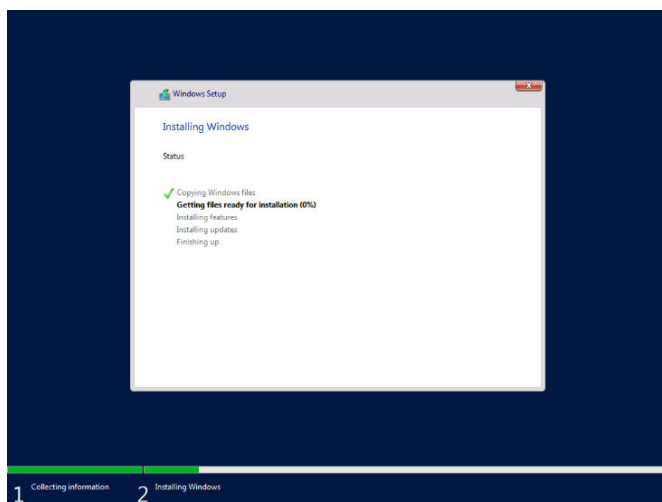 Windows Setup
Installing Windows
Status
Copying Windows files
Getting files ready for installation (0%)
Installing features
Installing updates
Finishing up
1 Collecting information
2 Installing Windows